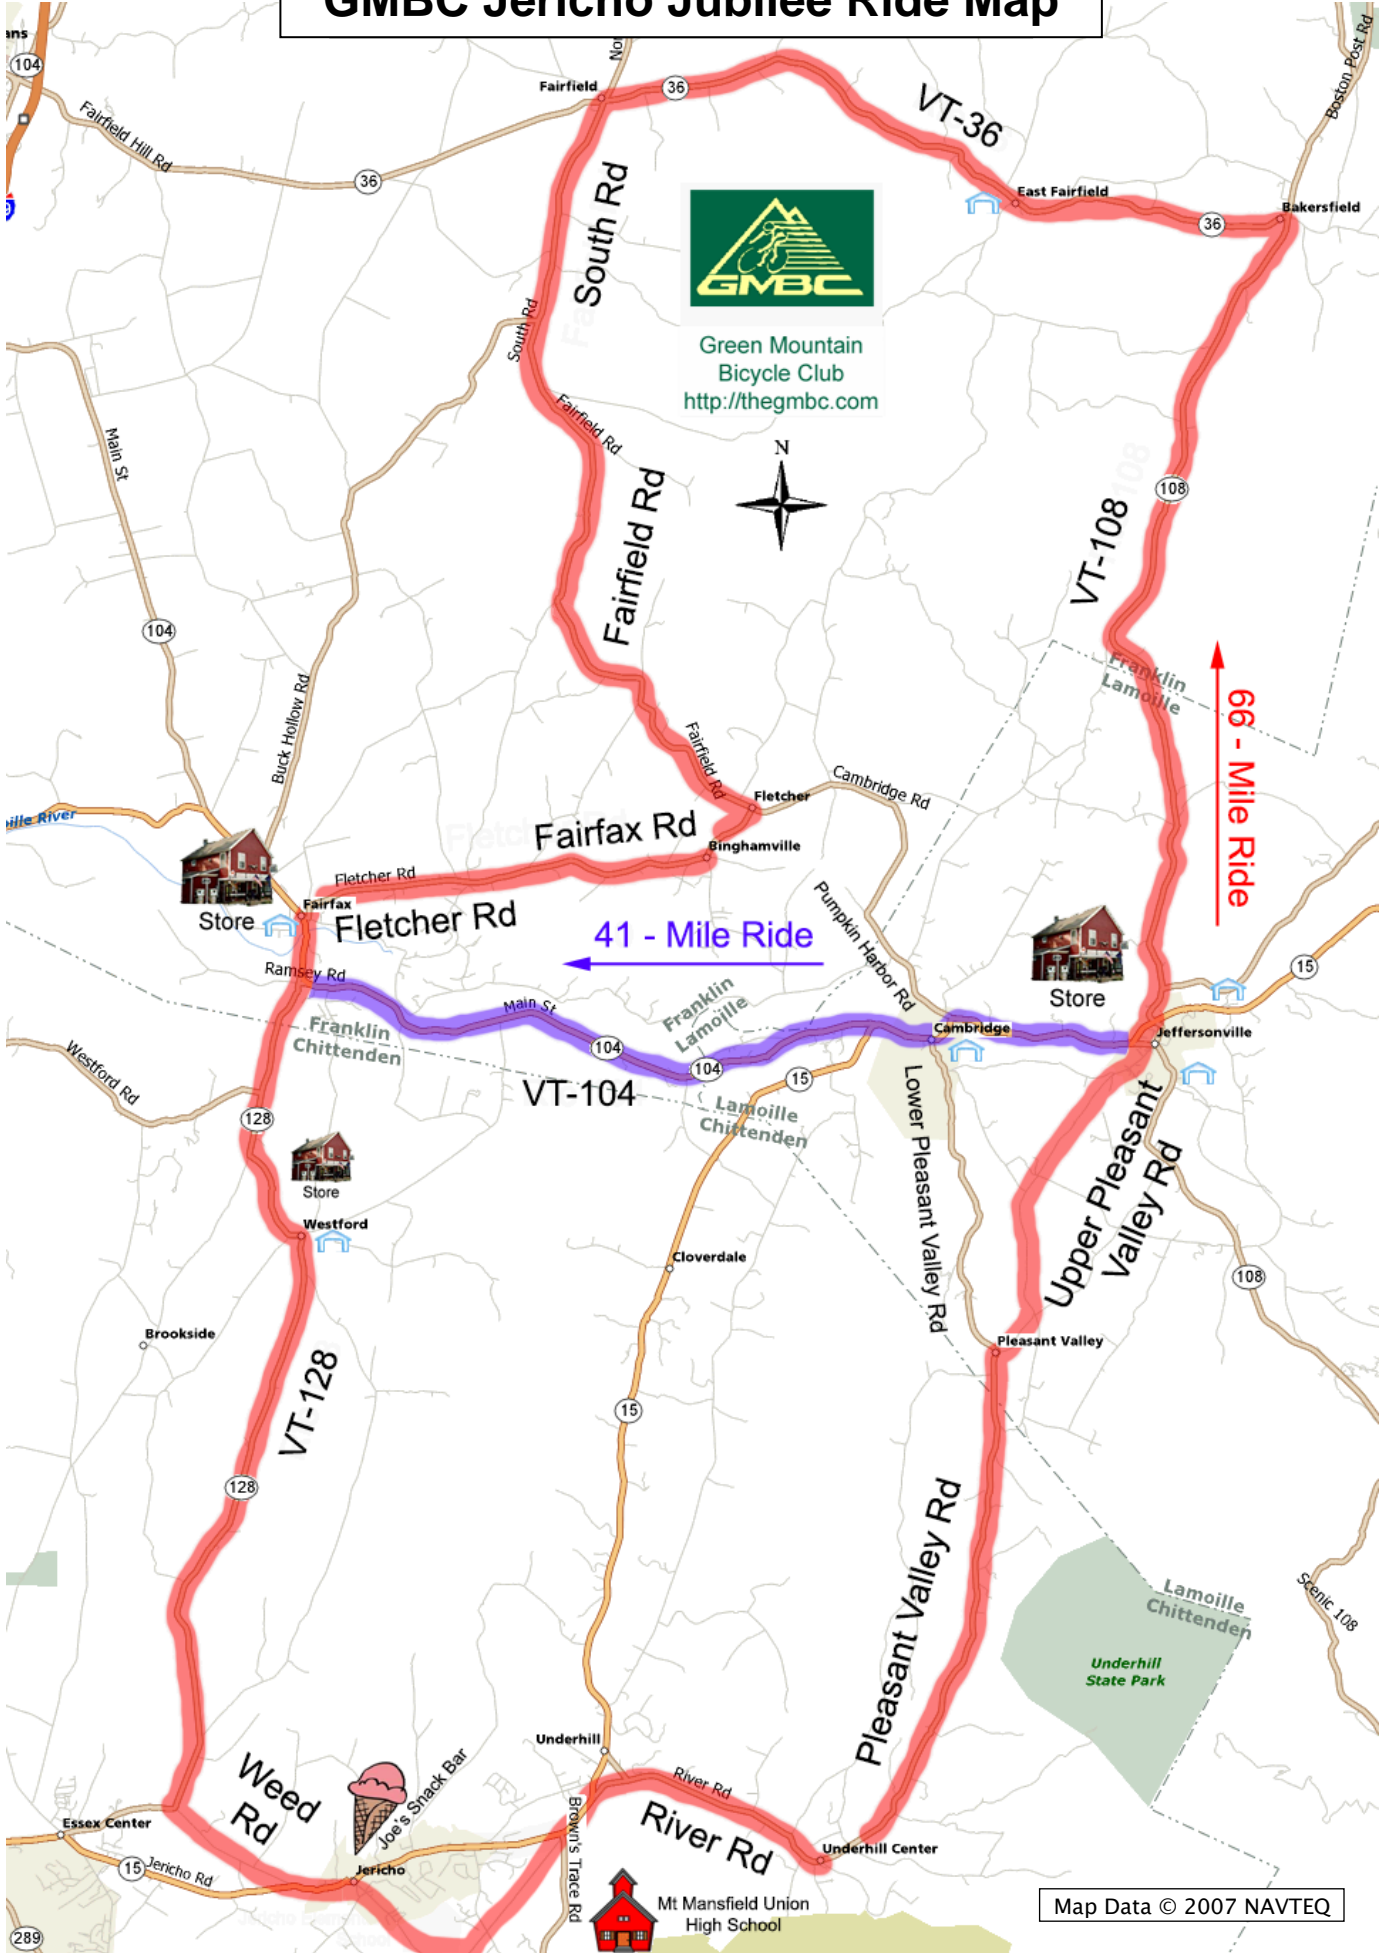 GMBC Jericho Jubilee Ride Map
ans
104
Fairfield Hill Rd
36
Fairfield
36
VT-36
Boston Post Rd
East Fairfield
Bakersfield
36
South Rd
South Rd
GMBC
Green Mountain
Bicycle Club
http://thegmbc.com
N
Main St
Fairfield Rd
Fairfield Rd
108
VT-108
104
Buck Hollow Rd
Franklin
Lamoille
66 - Mile Ride
Fairfield Rd
Fletcher
Cambridge Rd
ille River
Fairfax Rd
Binghamville
Fletcher Rd
Fairfax
Store
Fletcher Rd
41 - Mile Ride
Pumpkin Harbor Rd
Store
15
Ramsey Rd
Main St
Franklin
Lamoille
Franklin
Chittenden
104
104
VT-104
Cambridge
Jeffersonville
15
Westford Rd
128
Lamoille
Chittenden
Lower Pleasant Valley Rd
Upper Pleasant
Valley Rd
Store
Westford
Cloverdale
108
Brookside
Pleasant Valley
VT-128
15
128
Pleasant Valley Rd
Lamoille
Chittenden
Scenic 108
Underhill
State Park
Underhill
Weed
Rd
Joe's Snack Bar
River Rd
River Rd
Brown's Trace Rd
Essex Center
15
Jericho Rd
Jericho
Underhill Center
Mt Mansfield Union
High School
289
Map Data © 2007 NAVTEQ